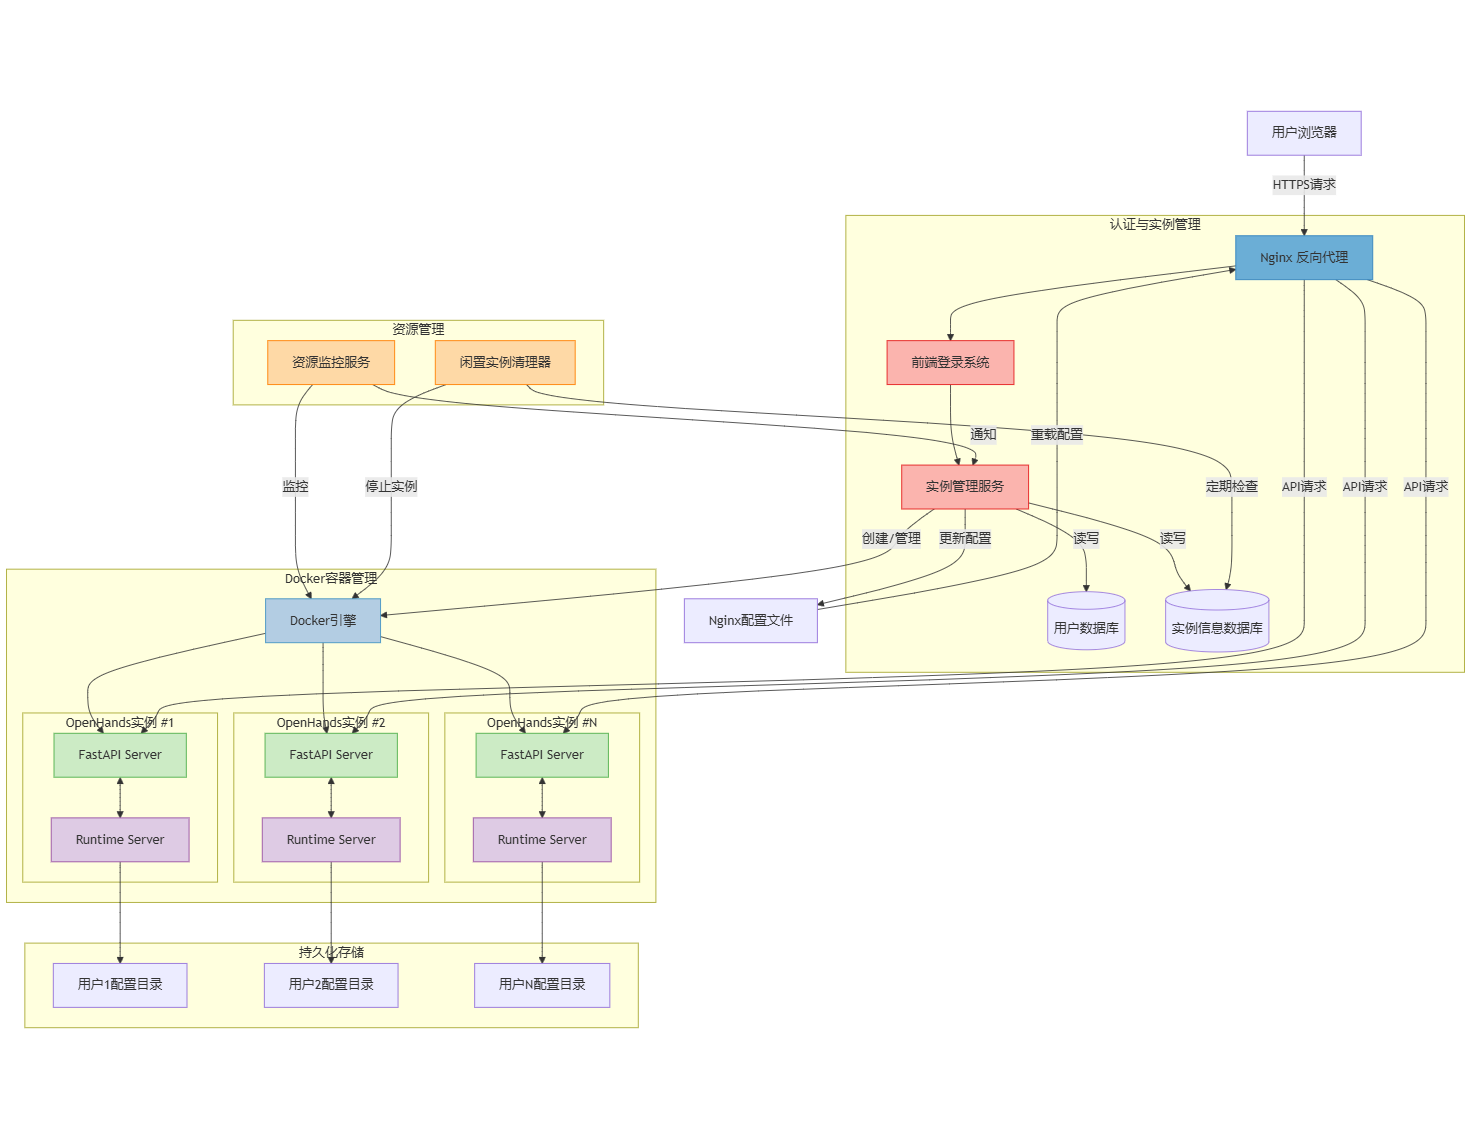 用户浏览器
HTTPS请求
认证与实例管理
Nginx 反向代理
资源管理
资源监控服务
闲置实例清理器
前端登录系统
通知
重载配置
监控
停止实例
实例管理服务
定期检查
API请求
API请求
API请求
创建/管理
更新配置
读写
读写
Docker容器管理
Docker引擎
Nginx配置文件
用户数据库
实例信息数据库
OpenHands实例 #1
OpenHands实例 #2
OpenHands实例 #N
FastAPI Server
FastAPI Server
FastAPI Server
Runtime Server
Runtime Server
Runtime Server
持久化存储
用户1配置目录
用户2配置目录
用户N配置目录